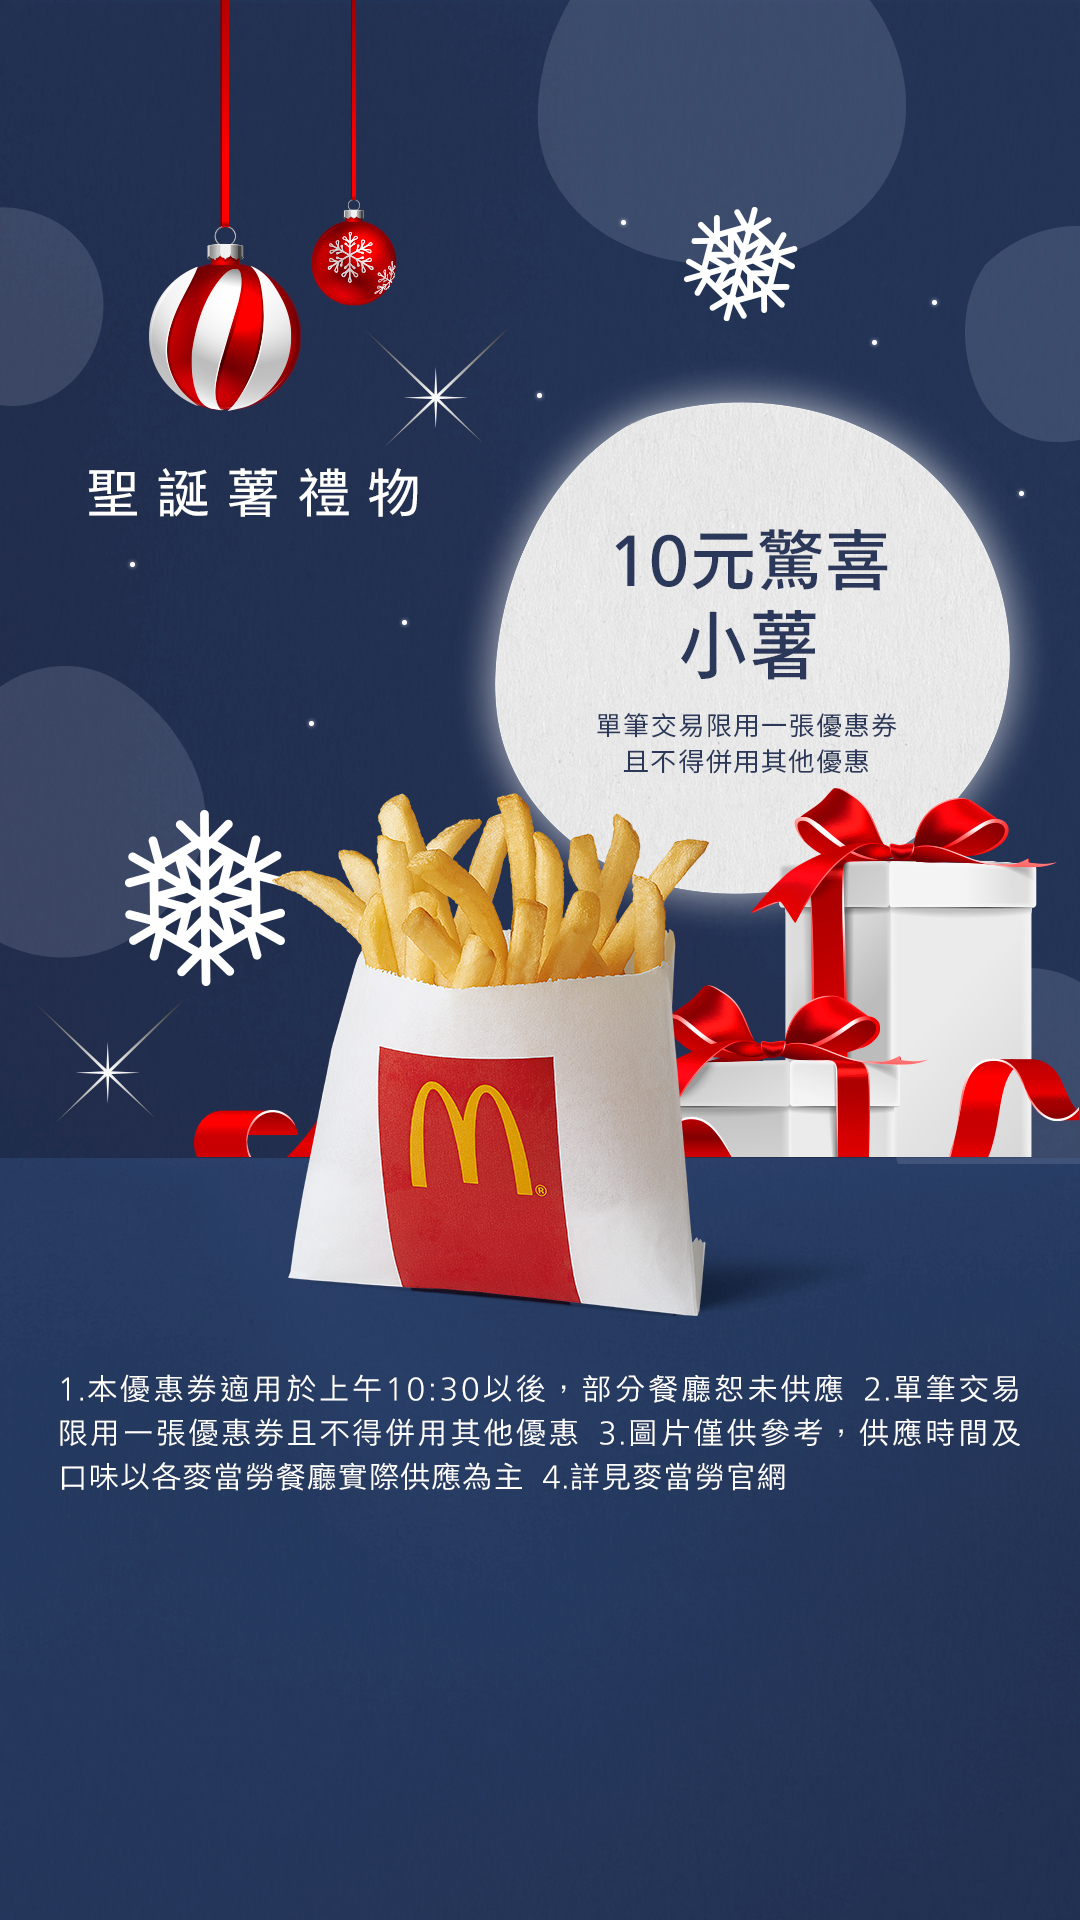 聖誕薯禮物
10元驚喜
小薯
單筆交易限用一張優惠券
且不得併用其他優惠
®
1.本優惠券適用於上午10:30以後，部分餐廳恕未供應 2.單筆交易
限用一張優惠券且不得併用其他優惠 3.圖片僅供參考，供應時間及
口味以各麥當勞餐廳實際供應為主 4.詳見麥當勞官網